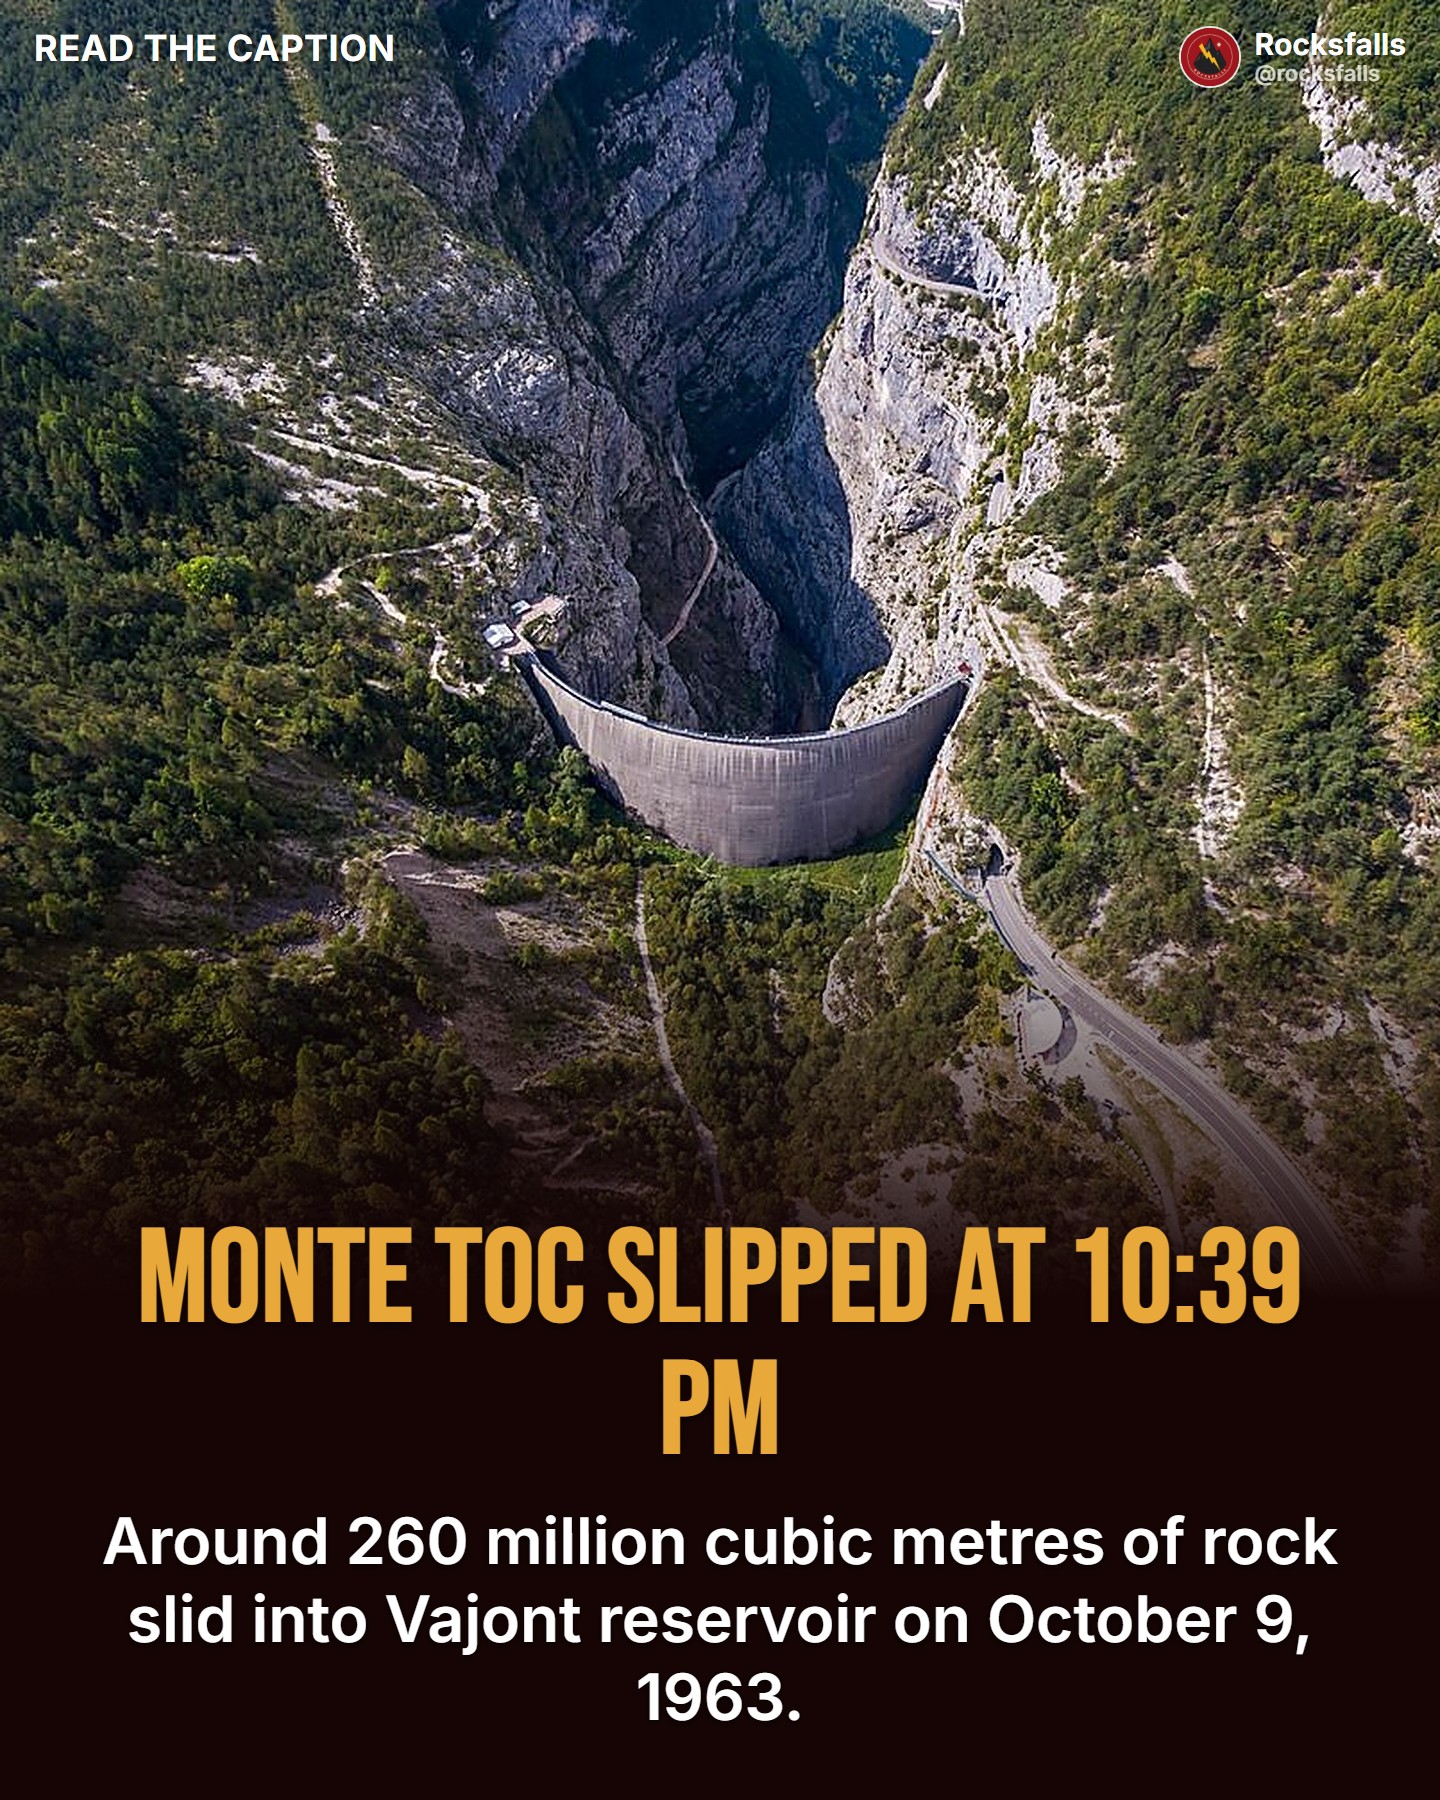 READ THE CAPTION
Rocksfalls
@rocksfalls
MONTE TOC SLIPPED AT 10:39
PM
Around 260 million cubic metres of rock
slid into Vajont reservoir on October 9,
1963.